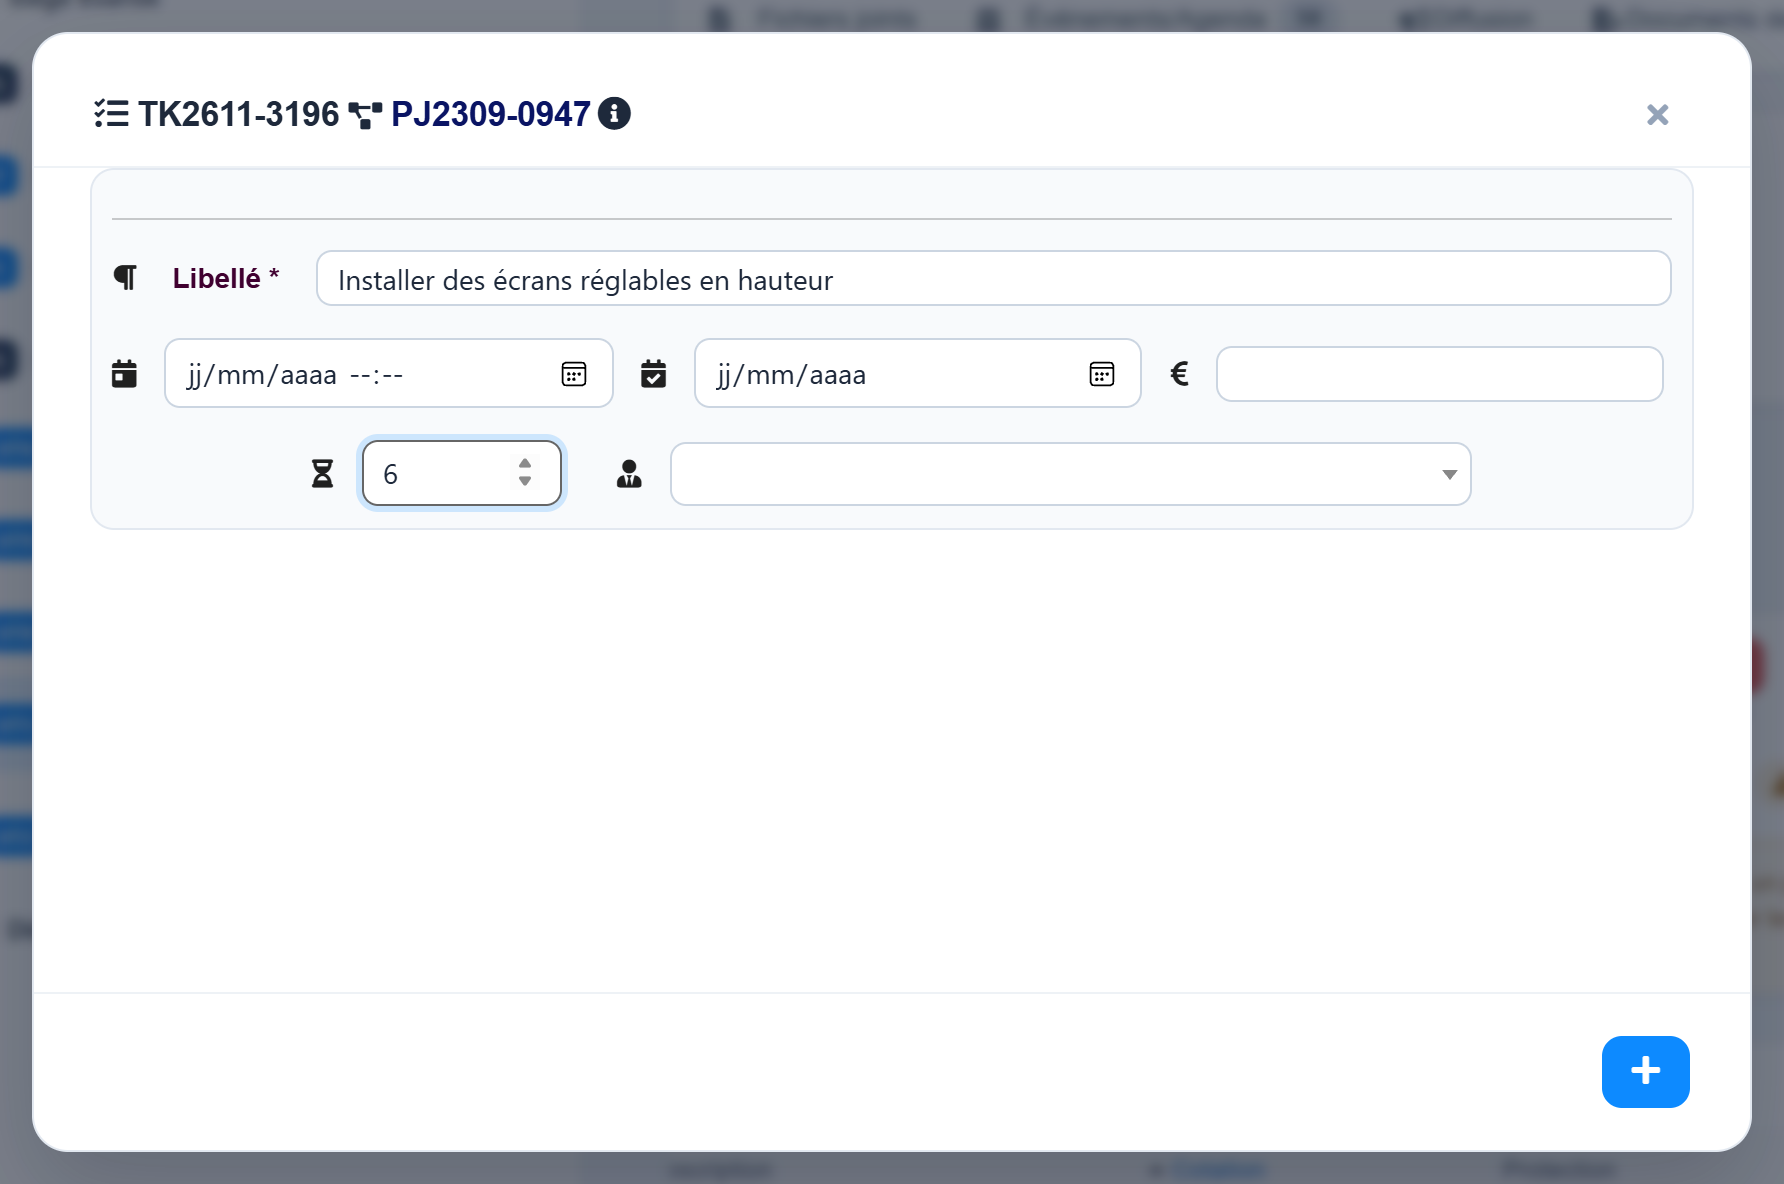 TK2611-3196 PJ2309-0947
Libellé *
Installer des écrans réglables en hauteur
jj/mm/aaaa --:--
jj/mm/aaaa
€
6